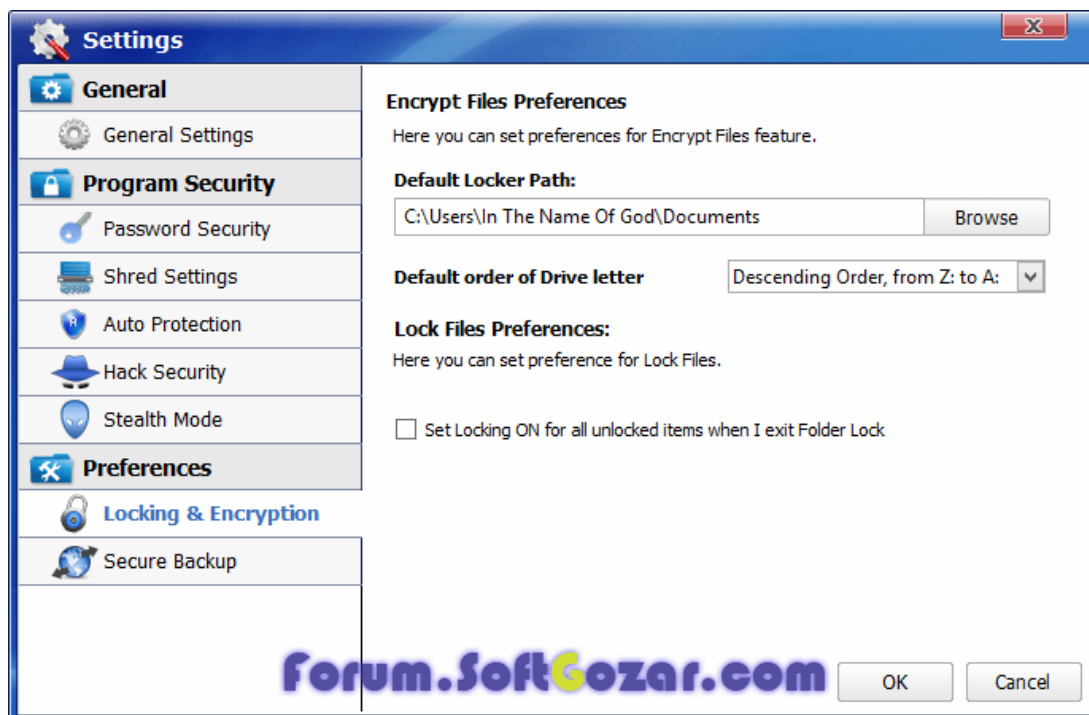 Settings
General
General Settings
Program Security
Password Security
Shred Settings
Auto Protection
Hack Security
Stealth Mode
Preferences
Locking & Encryption
Secure Backup
Encrypt Files Preferences
Here you can set preferences for Encrypt Files feature.
Default Locker Path:
C:\Users\In The Name Of God\Documents
Browse
Default order of Drive letter
Descending Order, from Z: to A:
Lock Files Preferences:
Here you can set preference for Lock Files.
Set Locking ON for all unlocked items when I exit Folder Lock
Forum.SoftGozar.com
OK
Cancel